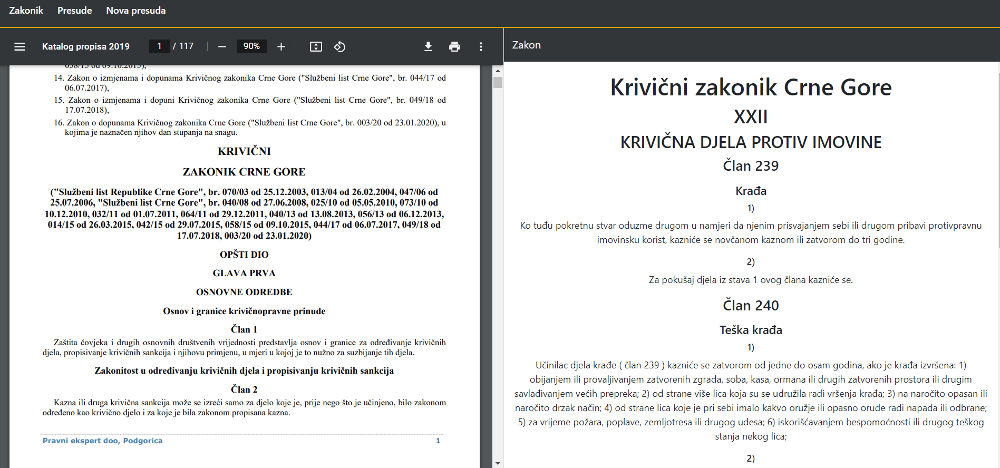 Zakonik Presude Nova presuda
Katalog propisa 2019 1 / 117 90%
058/15 od 09.10.2015),
14. Zakon o izmjenama i dopunama Krivičnog zakonika Crne Gore ("Službeni list Crne Gore", br. 044/17 od
06.07.2017),
15. Zakon o izmjenama i dopuni Krivičnog zakonika Crne Gore ("Službeni list Crne Gore", br. 049/18 od
17.07.2018),
16. Zakon o dopunama Krivičnog zakonika Crne Gore ("Službeni list Crne Gore", br. 003/20 od 23.01.2020), u
kojima je naznačen njihov dan stupanja na snagu.
KRIVIČNI
ZAKONIK CRNE GORE
("Službeni list Republike Crne Gore", br. 070/03 od 25.12.2003, 013/04 od 26.02.2004, 047/06 od
25.07.2006, "Službeni list Crne Gore", br. 040/08 od 27.06.2008, 025/10 od 05.05.2010, 073/10 od
10.12.2010, 032/11 od 01.07.2011, 064/11 od 29.12.2011, 040/13 od 13.08.2013, 056/13 od 06.12.2013,
014/15 od 26.03.2015, 042/15 od 29.07.2015, 058/15 od 09.10.2015, 044/17 od 06.07.2017, 049/18 od
17.07.2018, 003/20 od 23.01.2020)
OPŠTI DIO
GLAVA PRVA
OSNOVNE ODREDBE
Osnov i granice krivičnopravne prinude
Član 1
Zaštita čovjeka i drugih osnovnih društvenih vrijednosti predstavlja osnov i granice za određivanje krivičnih
djela, propisivanje krivičnih sankcija i njihovu primjenu, u mjeri u kojoj je to nužno za suzbijanje tih djela.
Zakonitost u određivanju krivičnih djela i propisivanju krivičnih sankcija
Član 2
Kazna ili druga krivična sankcija može se izreći samo za djelo koje je, prije nego što je učinjeno, bilo zakonom
određeno kao krivično djelo i za koje je bila zakonom propisana kazna.
Pravni ekspert doo, Podgorica 1
Zakon
Krivični zakonik Crne Gore
XXII
KRIVIČNA DJELA PROTIV IMOVINE
Član 239
Krađa
1)
Ko tuđu pokretnu stvar oduzme drugom u namjeri da njenim prisvajanjem sebi ili drugom pribavi protivpravnu
imovinsku korist, kazniće se novčanom kaznom ili zatvorom do tri godine.
2)
Za pokušaj djela iz stava 1 ovog člana kazniće se.
Član 240
Teška krađa
1)
Učinilac djela krađe ( član 239 ) kazniće se zatvorom od jedne do osam godina, ako je krađa izvršena: 1)
obijanjem ili provaljivanjem zatvorenih zgrada, soba, kasa, ormana ili drugih zatvorenih prostora ili drugim
savlađivanjem većih prepreka; 2) od strane više lica koja su se udružila radi vršenja krađa; 3) na naročito opasan ili
naročito drzak način; 4) od strane lica koje je pri sebi imalo kakvo oružje ili opasno oruđe radi napada ili odbrane;
5) za vrijeme požara, poplave, zemljotresa ili drugog udesa; 6) iskorišćavanjem bespomoćnosti ili drugog teškog
stanja nekog lica;
2)